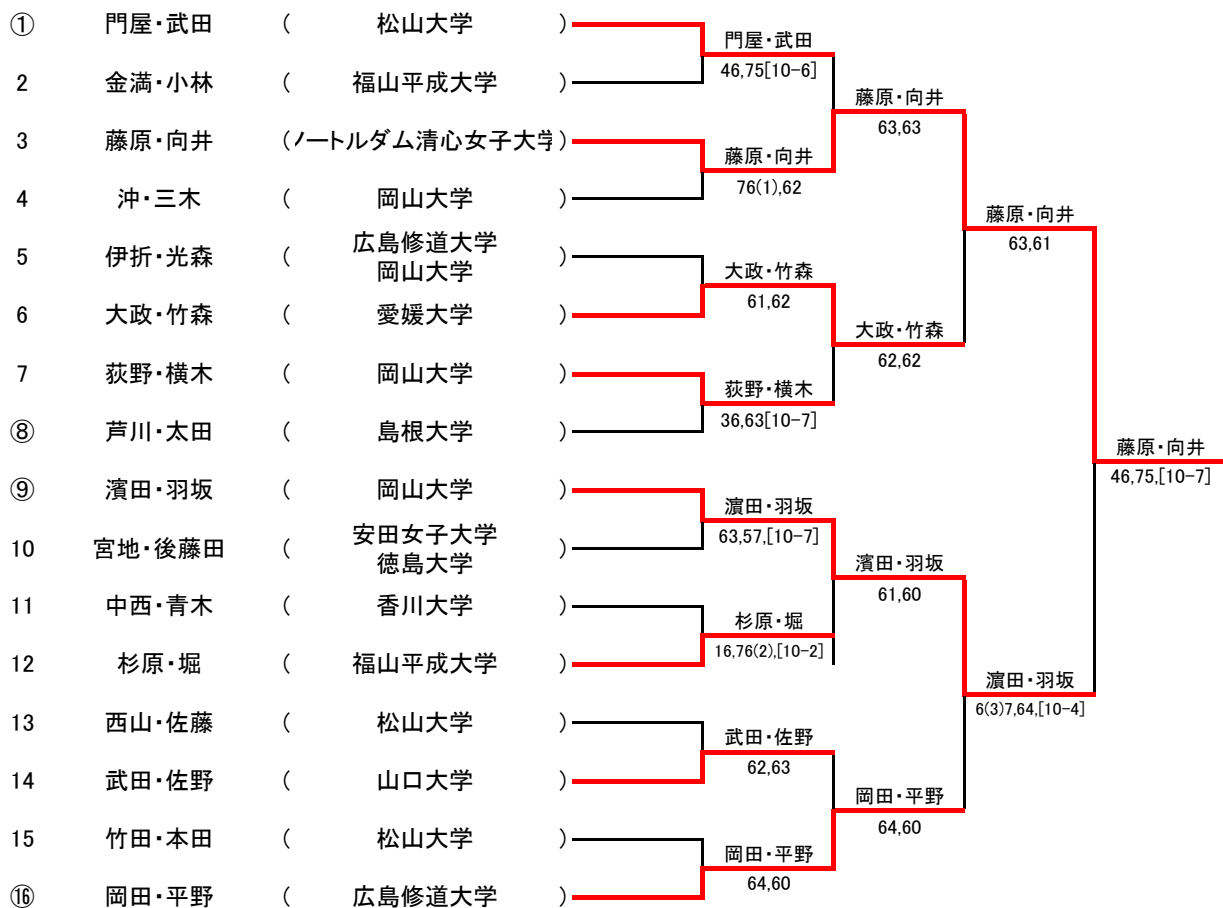 ① 門屋・武田 ( 松山大学 )
2 金満・小林 ( 福山平成大学 )
3 藤原・向井 (ノートルダム清心女子大学)
4 沖・三木 ( 岡山大学 )
5 伊折・光森 ( 広島修道大学
岡山大学 )
6 大政・竹森 ( 愛媛大学 )
7 荻野・横木 ( 岡山大学 )
⑧ 芦川・太田 ( 島根大学 )
⑨ 濱田・羽坂 ( 岡山大学 )
10 宮地・後藤田 ( 安田女子大学
徳島大学 )
11 中西・青木 ( 香川大学 )
12 杉原・堀 ( 福山平成大学 )
13 西山・佐藤 ( 松山大学 )
14 武田・佐野 ( 山口大学 )
15 竹田・本田 ( 松山大学 )
⑯ 岡田・平野 ( 広島修道大学 )
門屋・武田
46,75[10-6]
藤原・向井
76(1),62
大政・竹森
61,62
荻野・横木
36,63[10-7]
濵田・羽坂
63,57,[10-7]
杉原・堀
16,76(2),[10-2]
武田・佐野
62,63
岡田・平野
64,60
藤原・向井
63,63
大政・竹森
62,62
濵田・羽坂
61,60
岡田・平野
64,60
藤原・向井
63,61
濵田・羽坂
6(3)7,64,[10-4]
藤原・向井
46,75,[10-7]